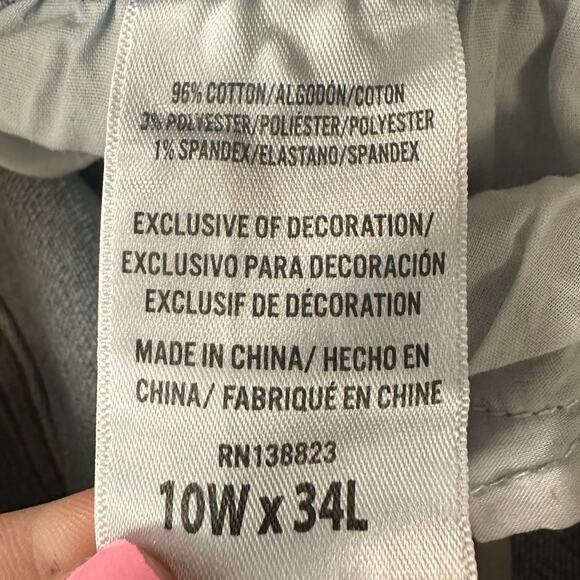 96% COTTON/ALGODÓN/COTON
3% POLYESTER/POLIÉSTER/POLYESTER
1% SPANDEX/ELASTANO/SPANDEX
EXCLUSIVE OF DECORATION/
EXCLUSIVO PARA DECORACIÓN
EXCLUSIF DE DÉCORATION
MADE IN CHINA/ HECHO EN
CHINA/ FABRIQUÉ EN CHINE
RN138823
10W x 34L